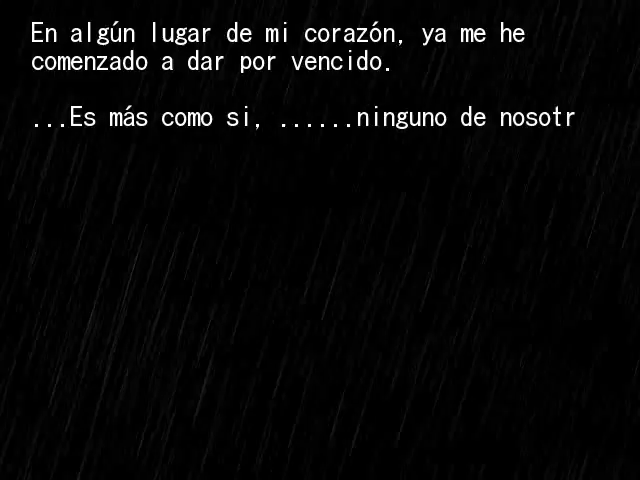 En algún lugar de mi corazón, ya me he
comenzado a dar por vencido.
...Es más como si, ......ninguno de nosotr